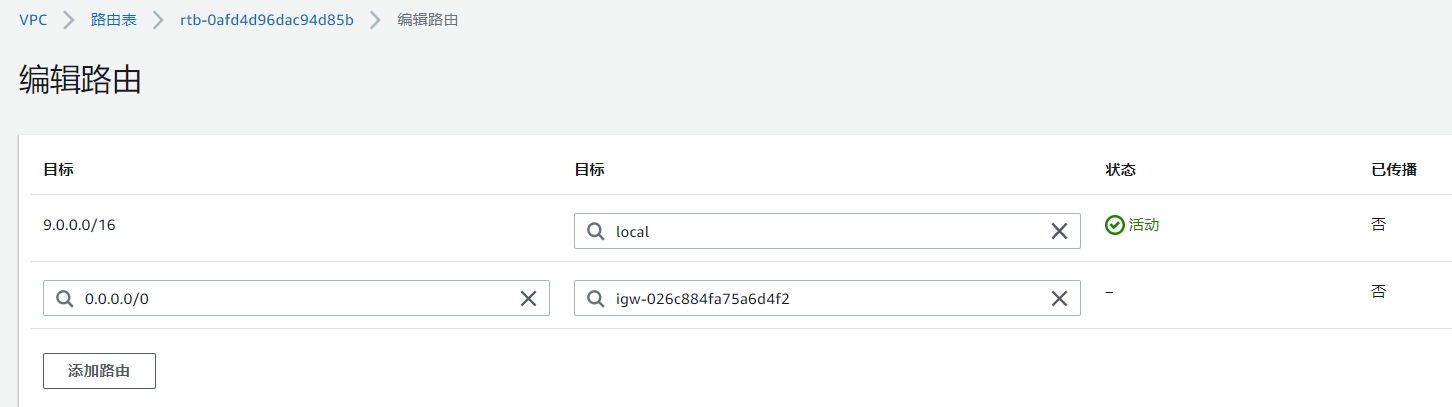 VPC > 路由表 > rtb-0afd4d96dac94d85b > 编辑路由
编辑路由
目标 目标 状态 已传播
9.0.0.0/16 local 活动 否
0.0.0.0/0 igw-026c884fa75a6d4f2 – 否
添加路由